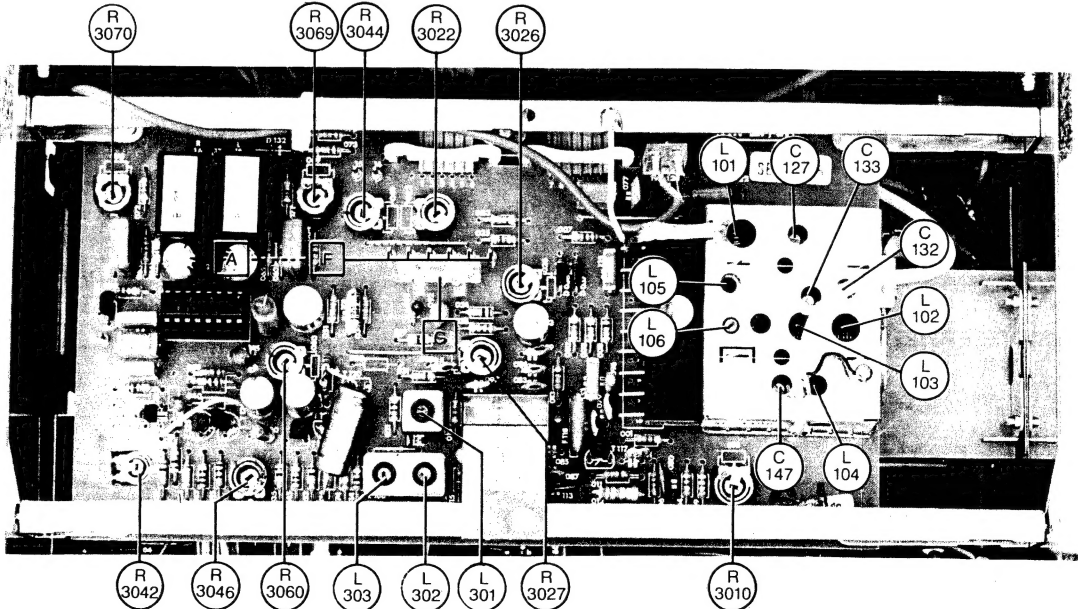 R 3070
R 3069
R 3044
R 3022
R 3026
L 101
C 127
C 133
C 132
L 105
L 106
L 102
L 103
C 147
L 104
A
F
S
R 3042
R 3046
R 3060
L 303
L 302
L 301
R 3027
R 3010